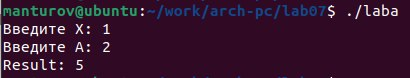 manturov@ubuntu:~/work/arch-pc/lab07$ ./laba
Введите X: 1
Введите A: 2
Result: 5